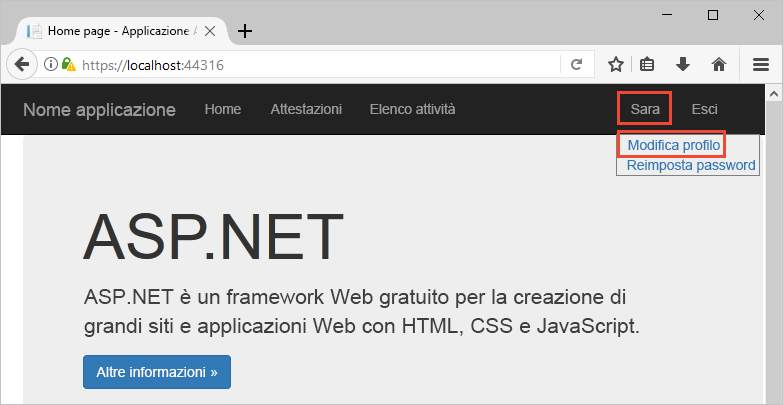 Home page - Applicazione A
https://localhost:44316
Nome applicazione Home Attestazioni Elenco attività Sara Esci
Modifica profilo
Reimposta password
ASP.NET
ASP.NET è un framework Web gratuito per la creazione di
grandi siti e applicazioni Web con HTML, CSS e JavaScript.
Altre informazioni »